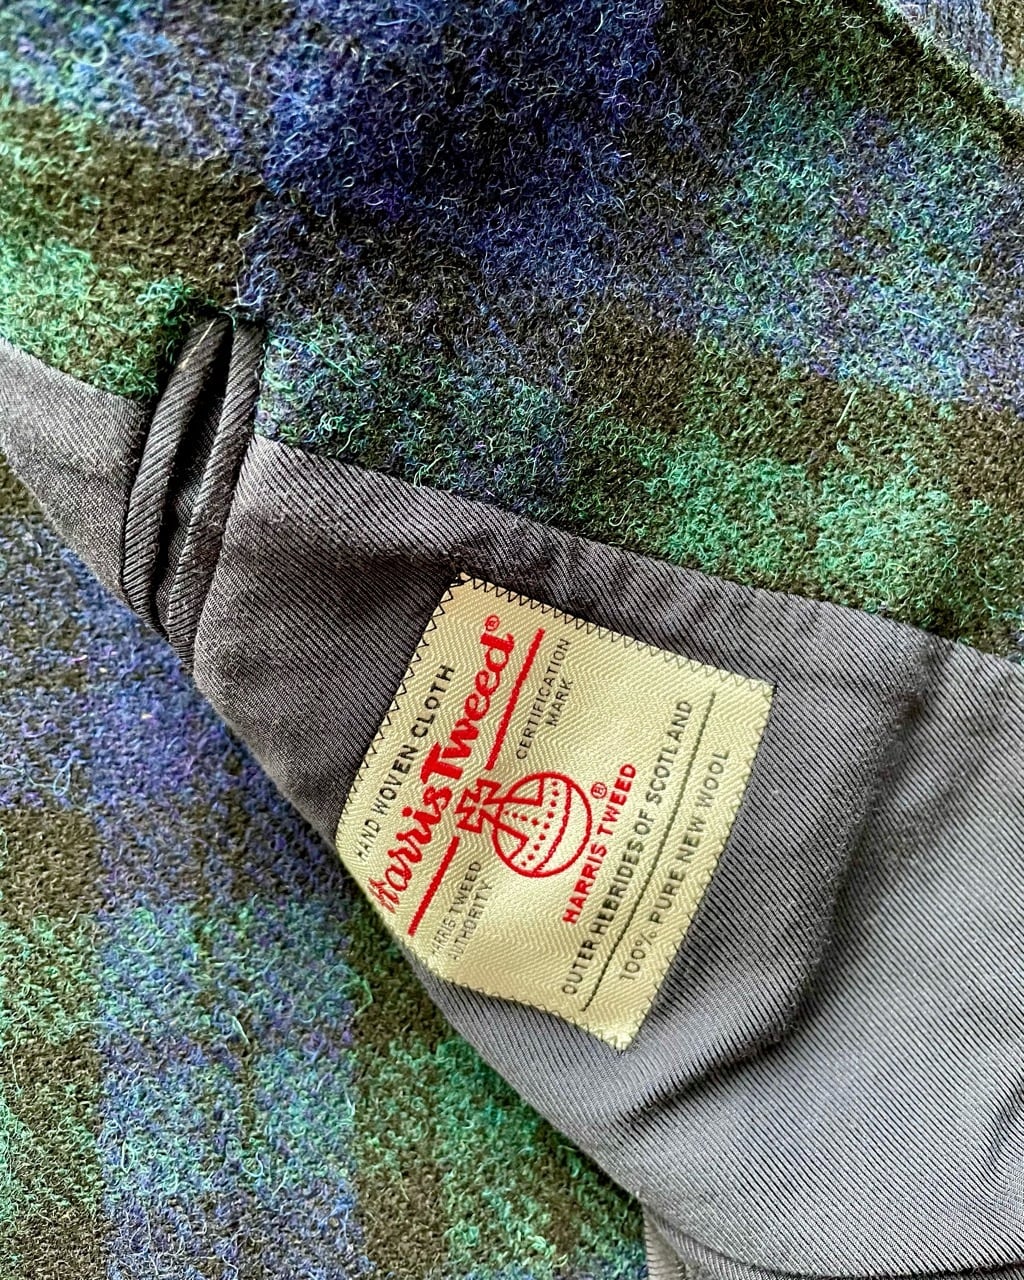 HAND WOVEN CLOTH
Harris Tweed®
HARRIS TWEED
AUTHORITY
CERTIFICATION
MARK
®
HARRIS TWEED
OUTER HEBRIDES OF SCOTLAND
100% PURE NEW WOOL